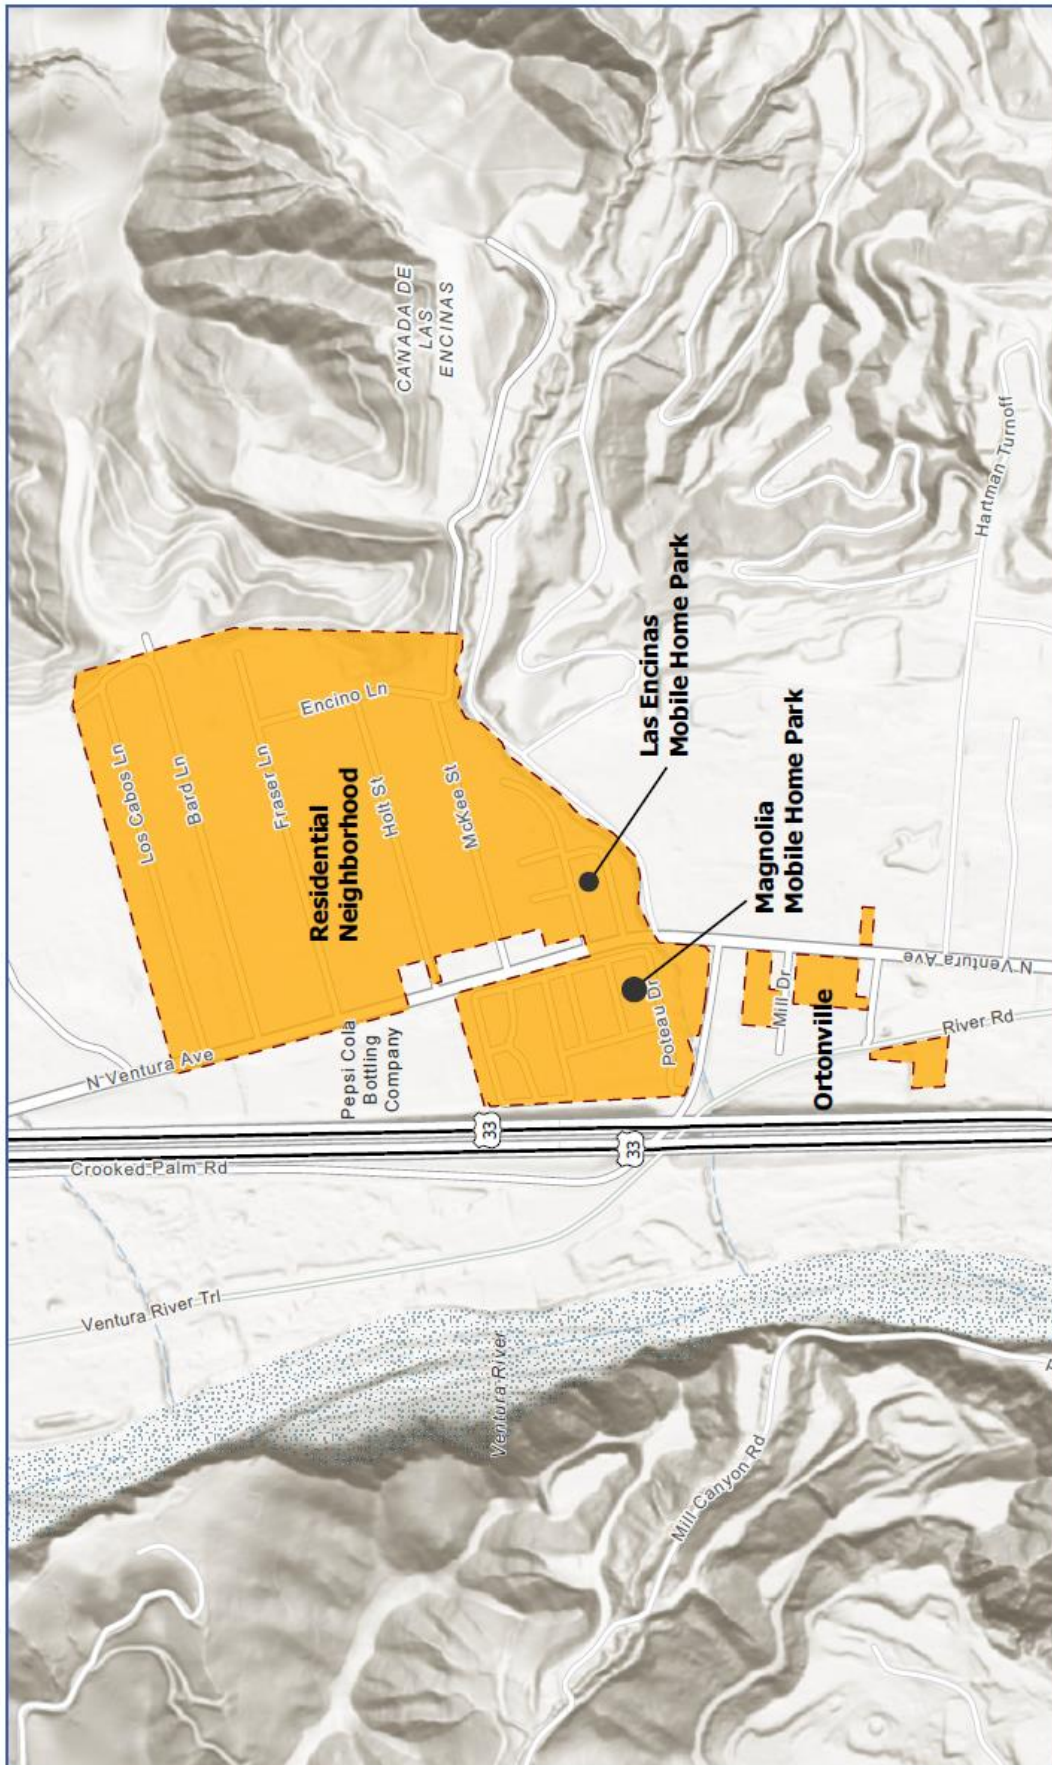 CANADA DE
LAS
ENCINAS
Hartman Turnoff
Las Encinas
Mobile Home Park
Magnolia
Mobile Home Park
Encino Ln
Los Cabos Ln
Bard Ln
Fraser Ln
Residential
Neighborhood
Holt St
McKee St
N Ventura Ave
Pepsi Cola
Bottling
Company
Poteau Dr
Mill Dr
Ortonville
N Ventura Ave
River Rd
33
33
Crooked Palm Rd
Ventura River Trl
Ventura River
Mill Canyon Rd
A